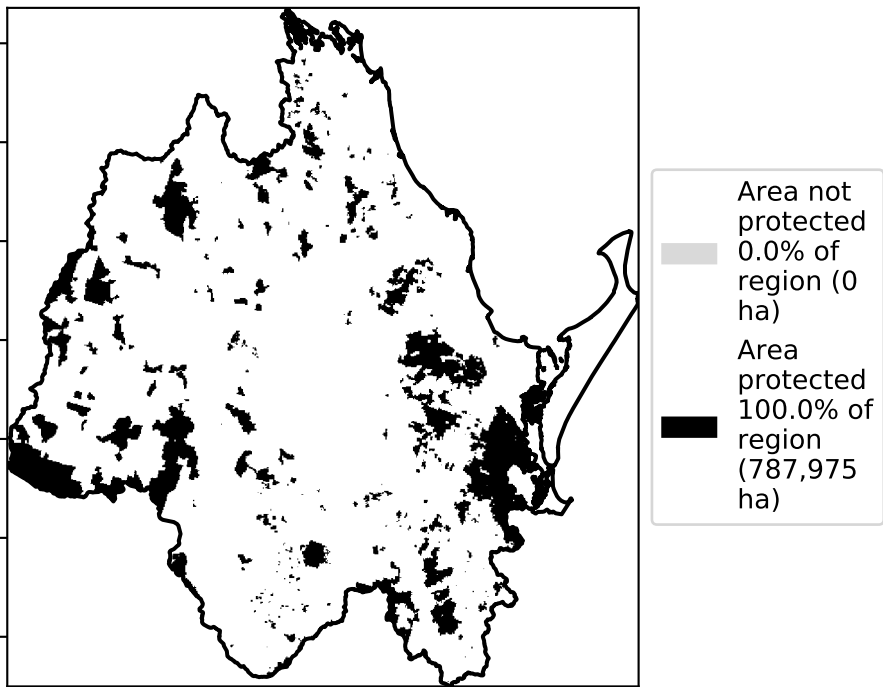 Area not
protected
0.0% of
region (0
ha)
Area
protected
100.0% of
region
(787,975
ha)